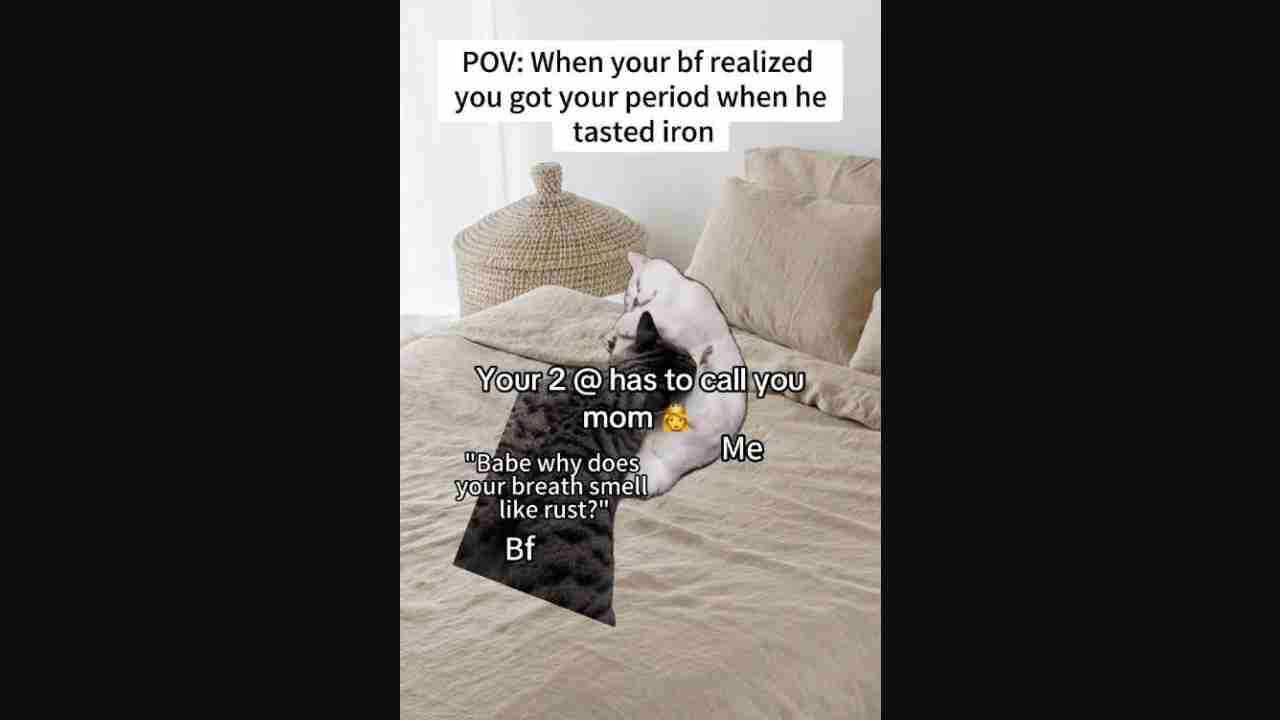 POV: When your bf realized
you got your period when he
tasted iron
Your 2 @ has to call you
mom 👸
Me
"Babe why does
your breath smell
like rust?"
Bf